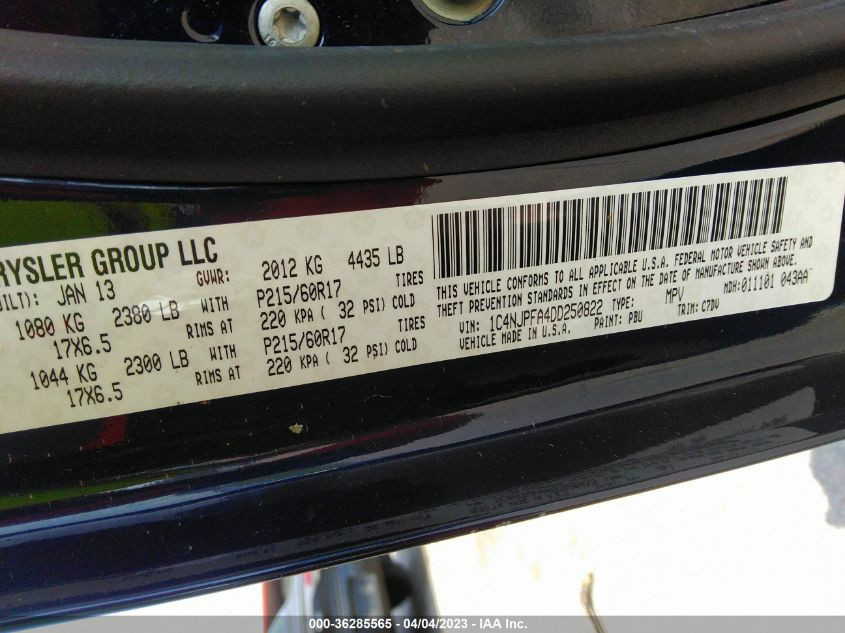 RYSLER GROUP LLC
UILT): JAN 13 GVWR: 2012 KG 4435 LB
1080 KG 2380 LB WITH P215/60R17 TIRES
17X6.5 RIMS AT 220 KPA ( 32 PSI) COLD
1044 KG 2300 LB WITH P215/60R17 TIRES
17X6.5 RIMS AT 220 KPA ( 32 PSI) COLD
THIS VEHICLE CONFORMS TO ALL APPLICABLE U.S.A. FEDERAL MOTOR VEHICLE SAFETY AND
THEFT PREVENTION STANDARDS IN EFFECT ON THE DATE OF MANUFACTURE SHOWN ABOVE.
MDH: 011101 043AA
VIN: 1C4NJPFA4DD250822 TYPE: MPV
VEHICLE MADE IN: U.S.A. PAINT: PBU TRIM: C7DV
000-36285565 - 04/04/2023 - IAA Inc.